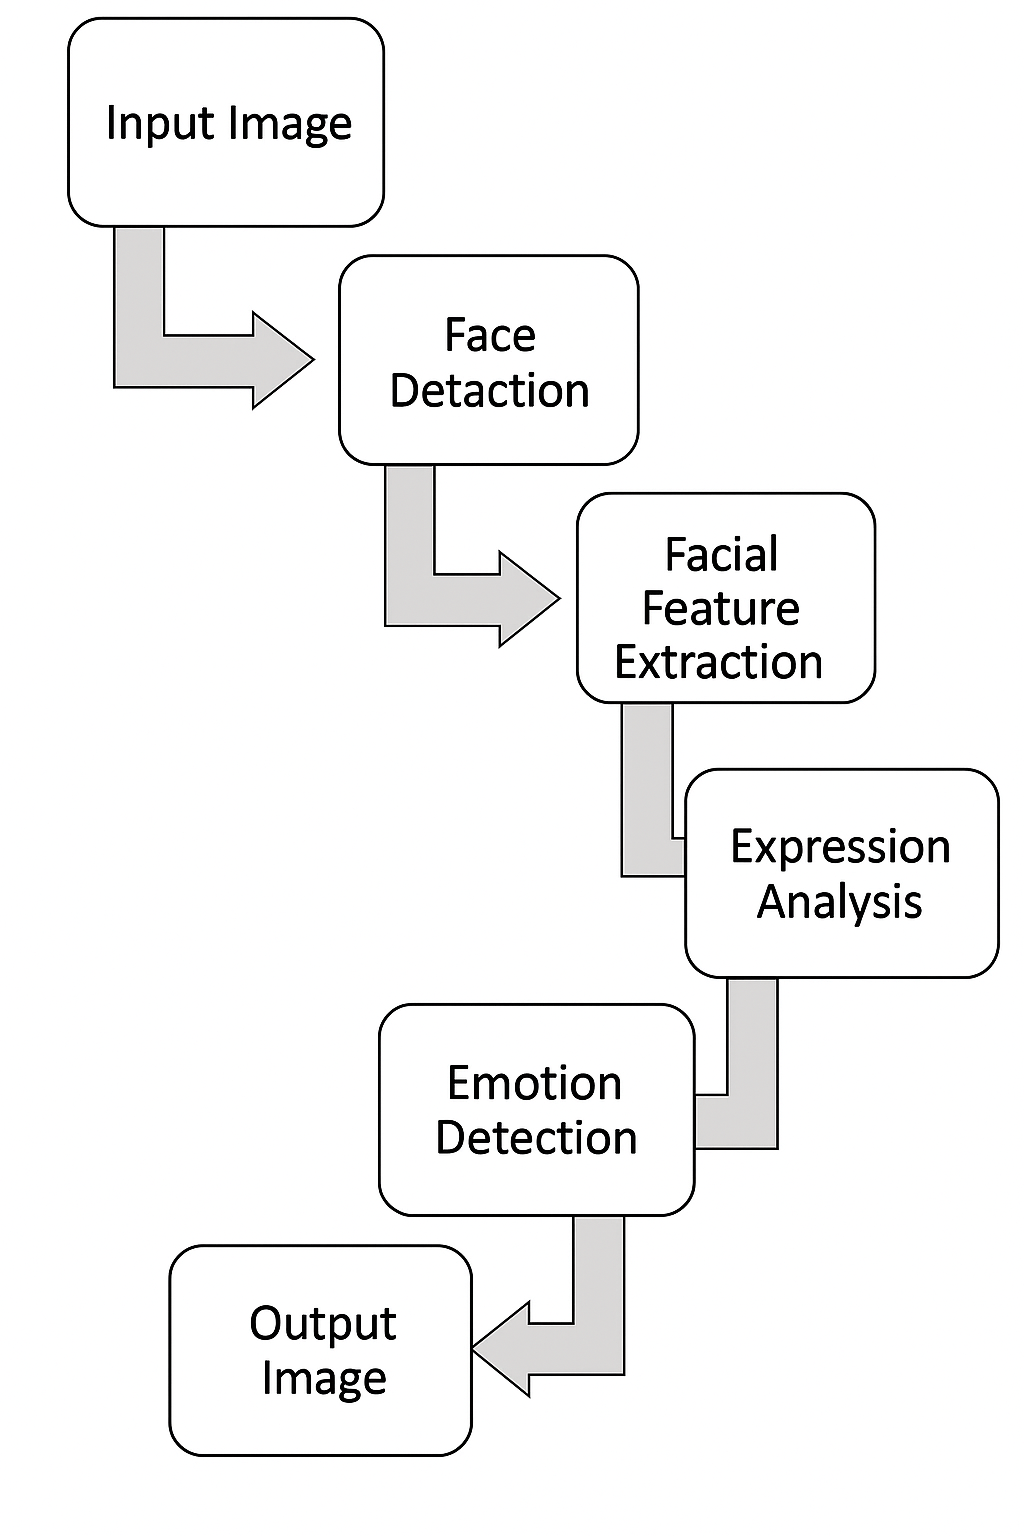 Input Image
Face
Detaction
Facial
Feature
Extraction
Expression
Analysis
Emotion
Detection
Output
Image